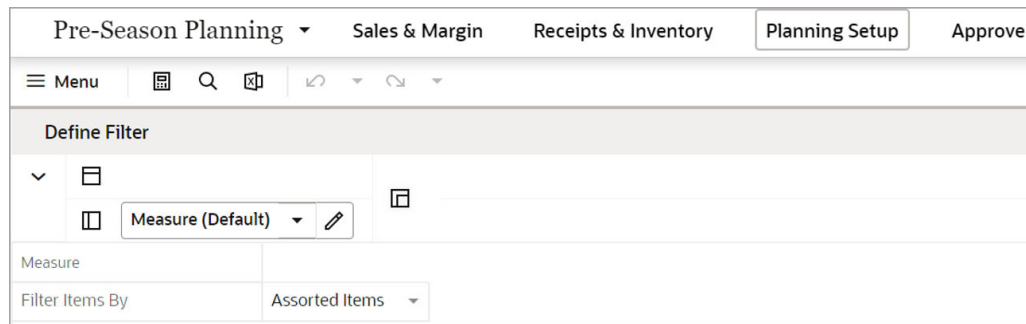 Pre-Season Planning Sales & Margin Receipts & Inventory Planning Setup Approve
Menu
Define Filter
Measure (Default)
Measure
Filter Items By Assorted Items